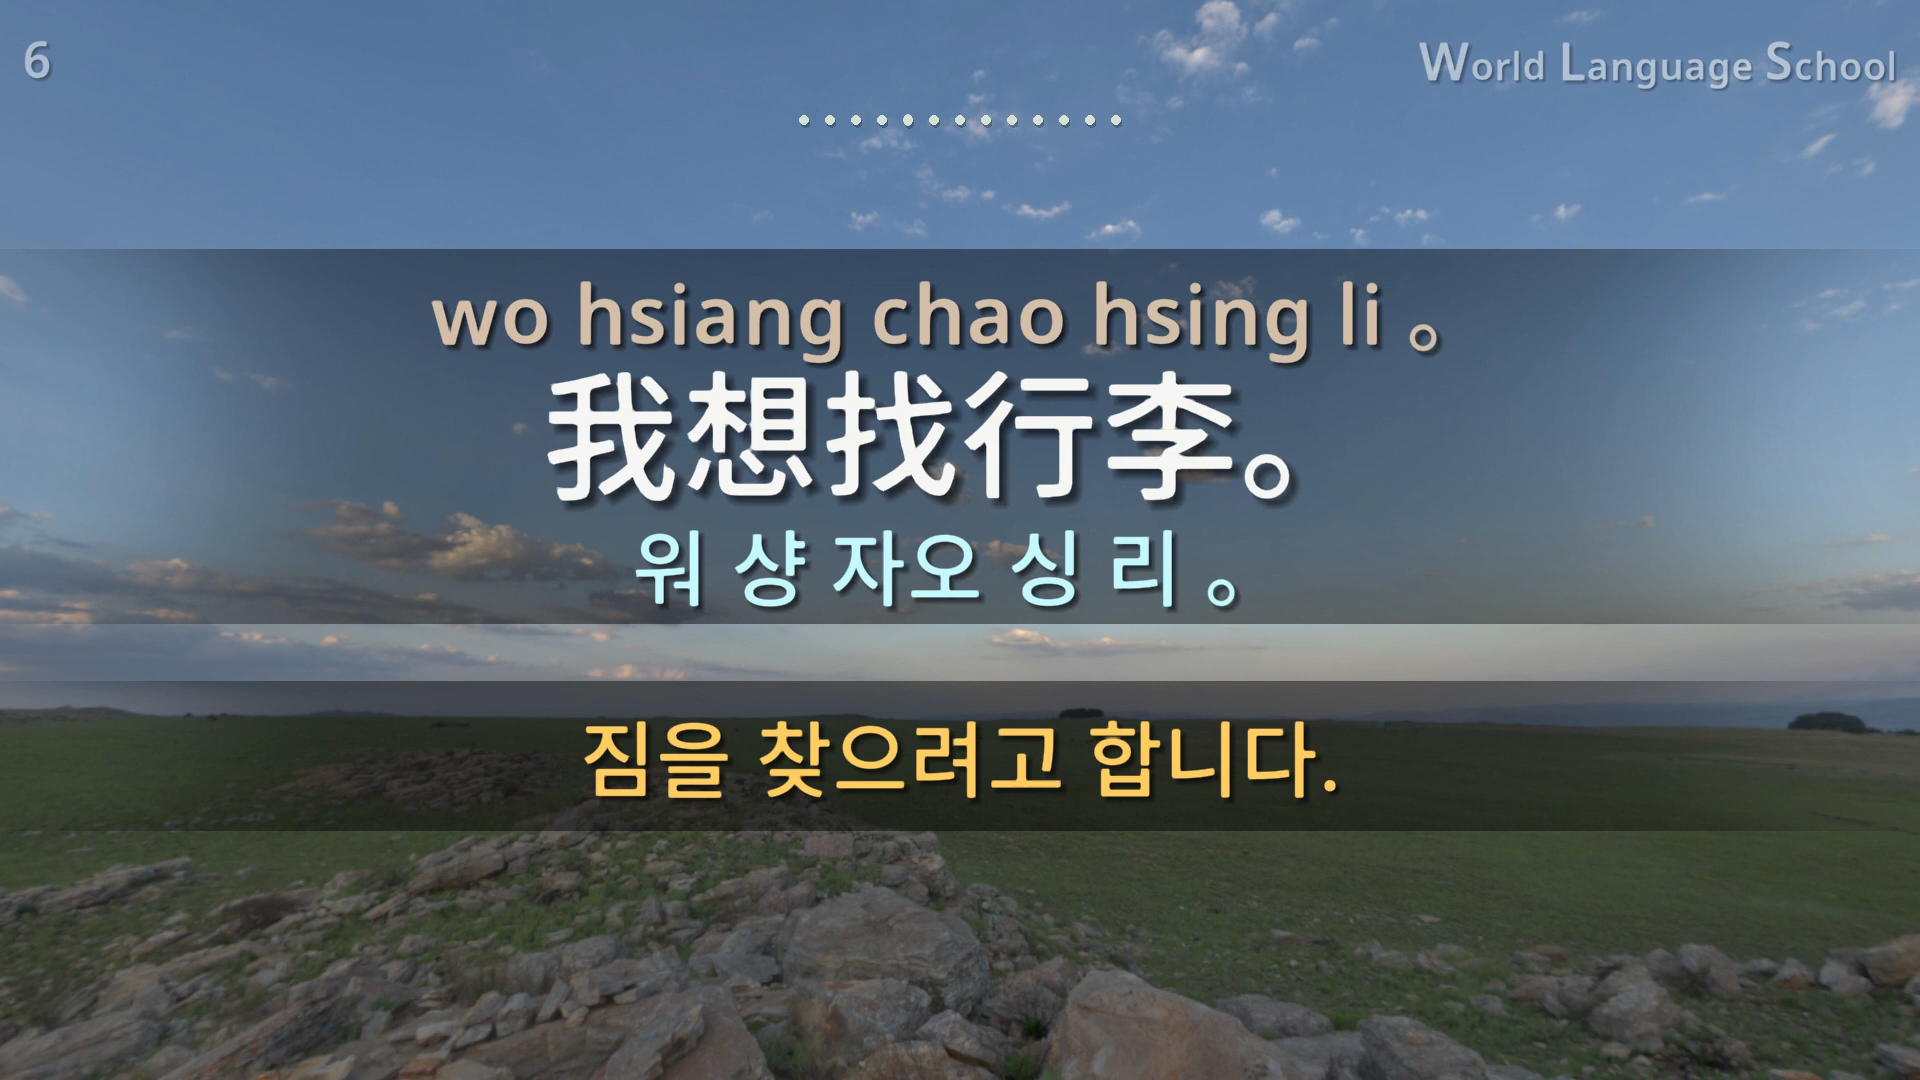 6
World Language School
wo hsiang chao hsing li 。
我想找行李。
워 샹 자오 싱 리 。
짐을 찾으려고 합니다.